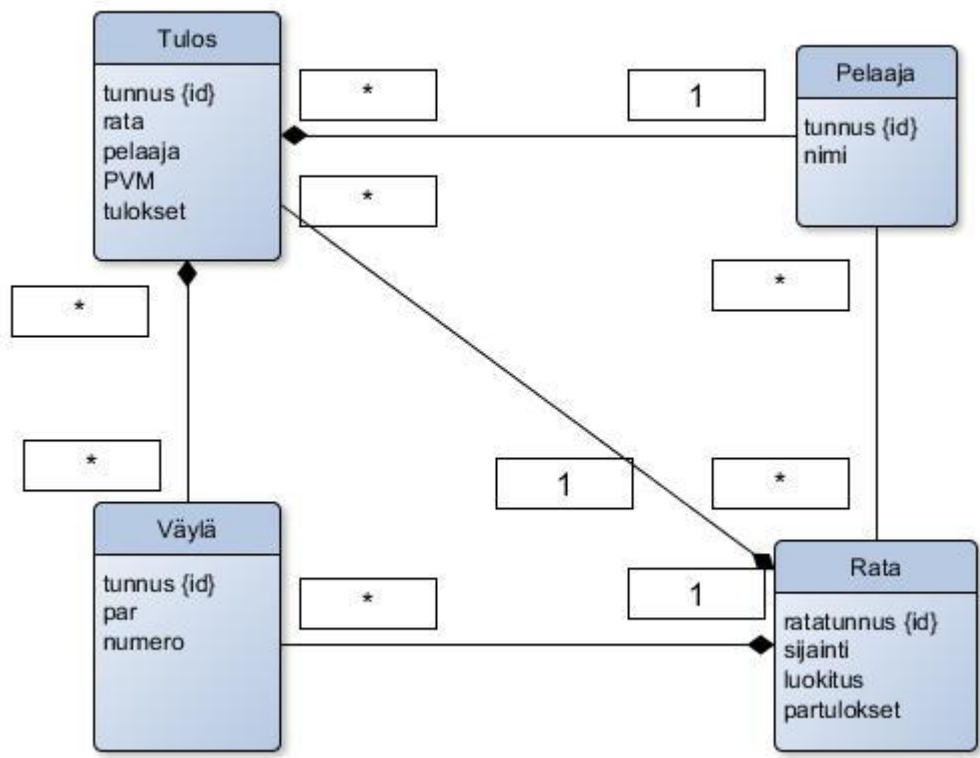 Tulos
tunnus {id}
rata
pelaaja
PVM
tulokset
*
1
*
Pelaaja
tunnus {id}
nimi
*
*
*
1
*
Väylä
tunnus {id}
par
numero
*
1
Rata
ratatunnus {id}
sijainti
luokitus
partulokset